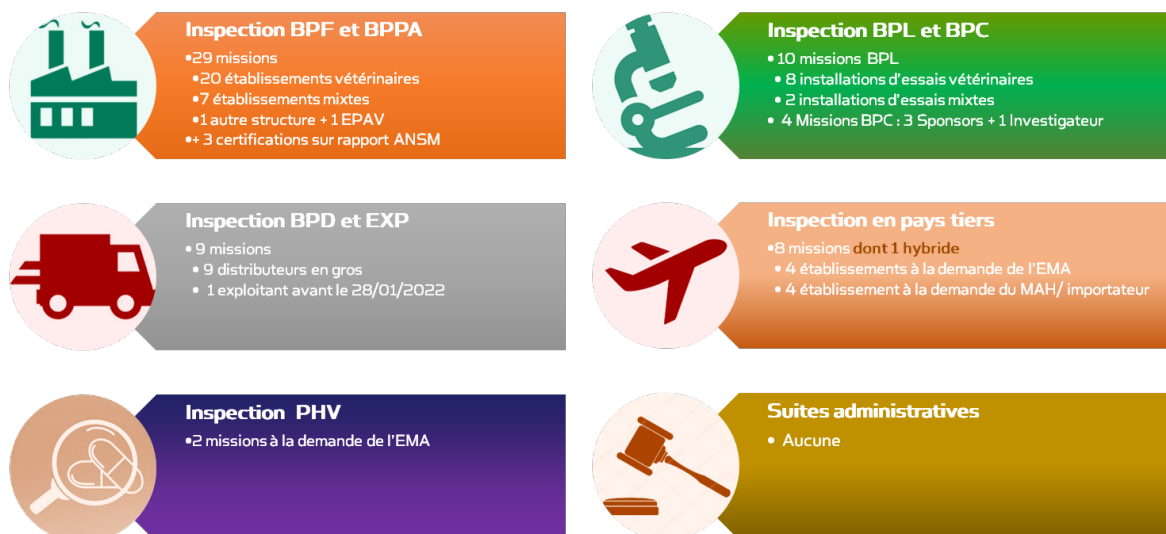 Inspection BPF et BPPA
•29 missions
•20 établissements vétérinaires
•7 établissements mixtes
•1 autre structure + 1 EPAV
•+ 3 certifications sur rapport ANSM
Inspection BPL et BPC
• 10 missions BPL
• 8 installations d'essais vétérinaires
• 2 installations d'essais mixtes
• 4 Missions BPC : 3 Sponsors + 1 Investigateur
Inspection BPD et EXP
• 9 missions
• 9 distributeurs en gros
• 1 exploitant avant le 28/01/2022
Inspection en pays tiers
•8 missions dont 1 hybride
• 4 établissements à la demande de l'EMA
• 4 établissement à la demande du MAH/ importateur
Inspection PHV
•2 missions à la demande de l'EMA
Suites administratives
• Aucune